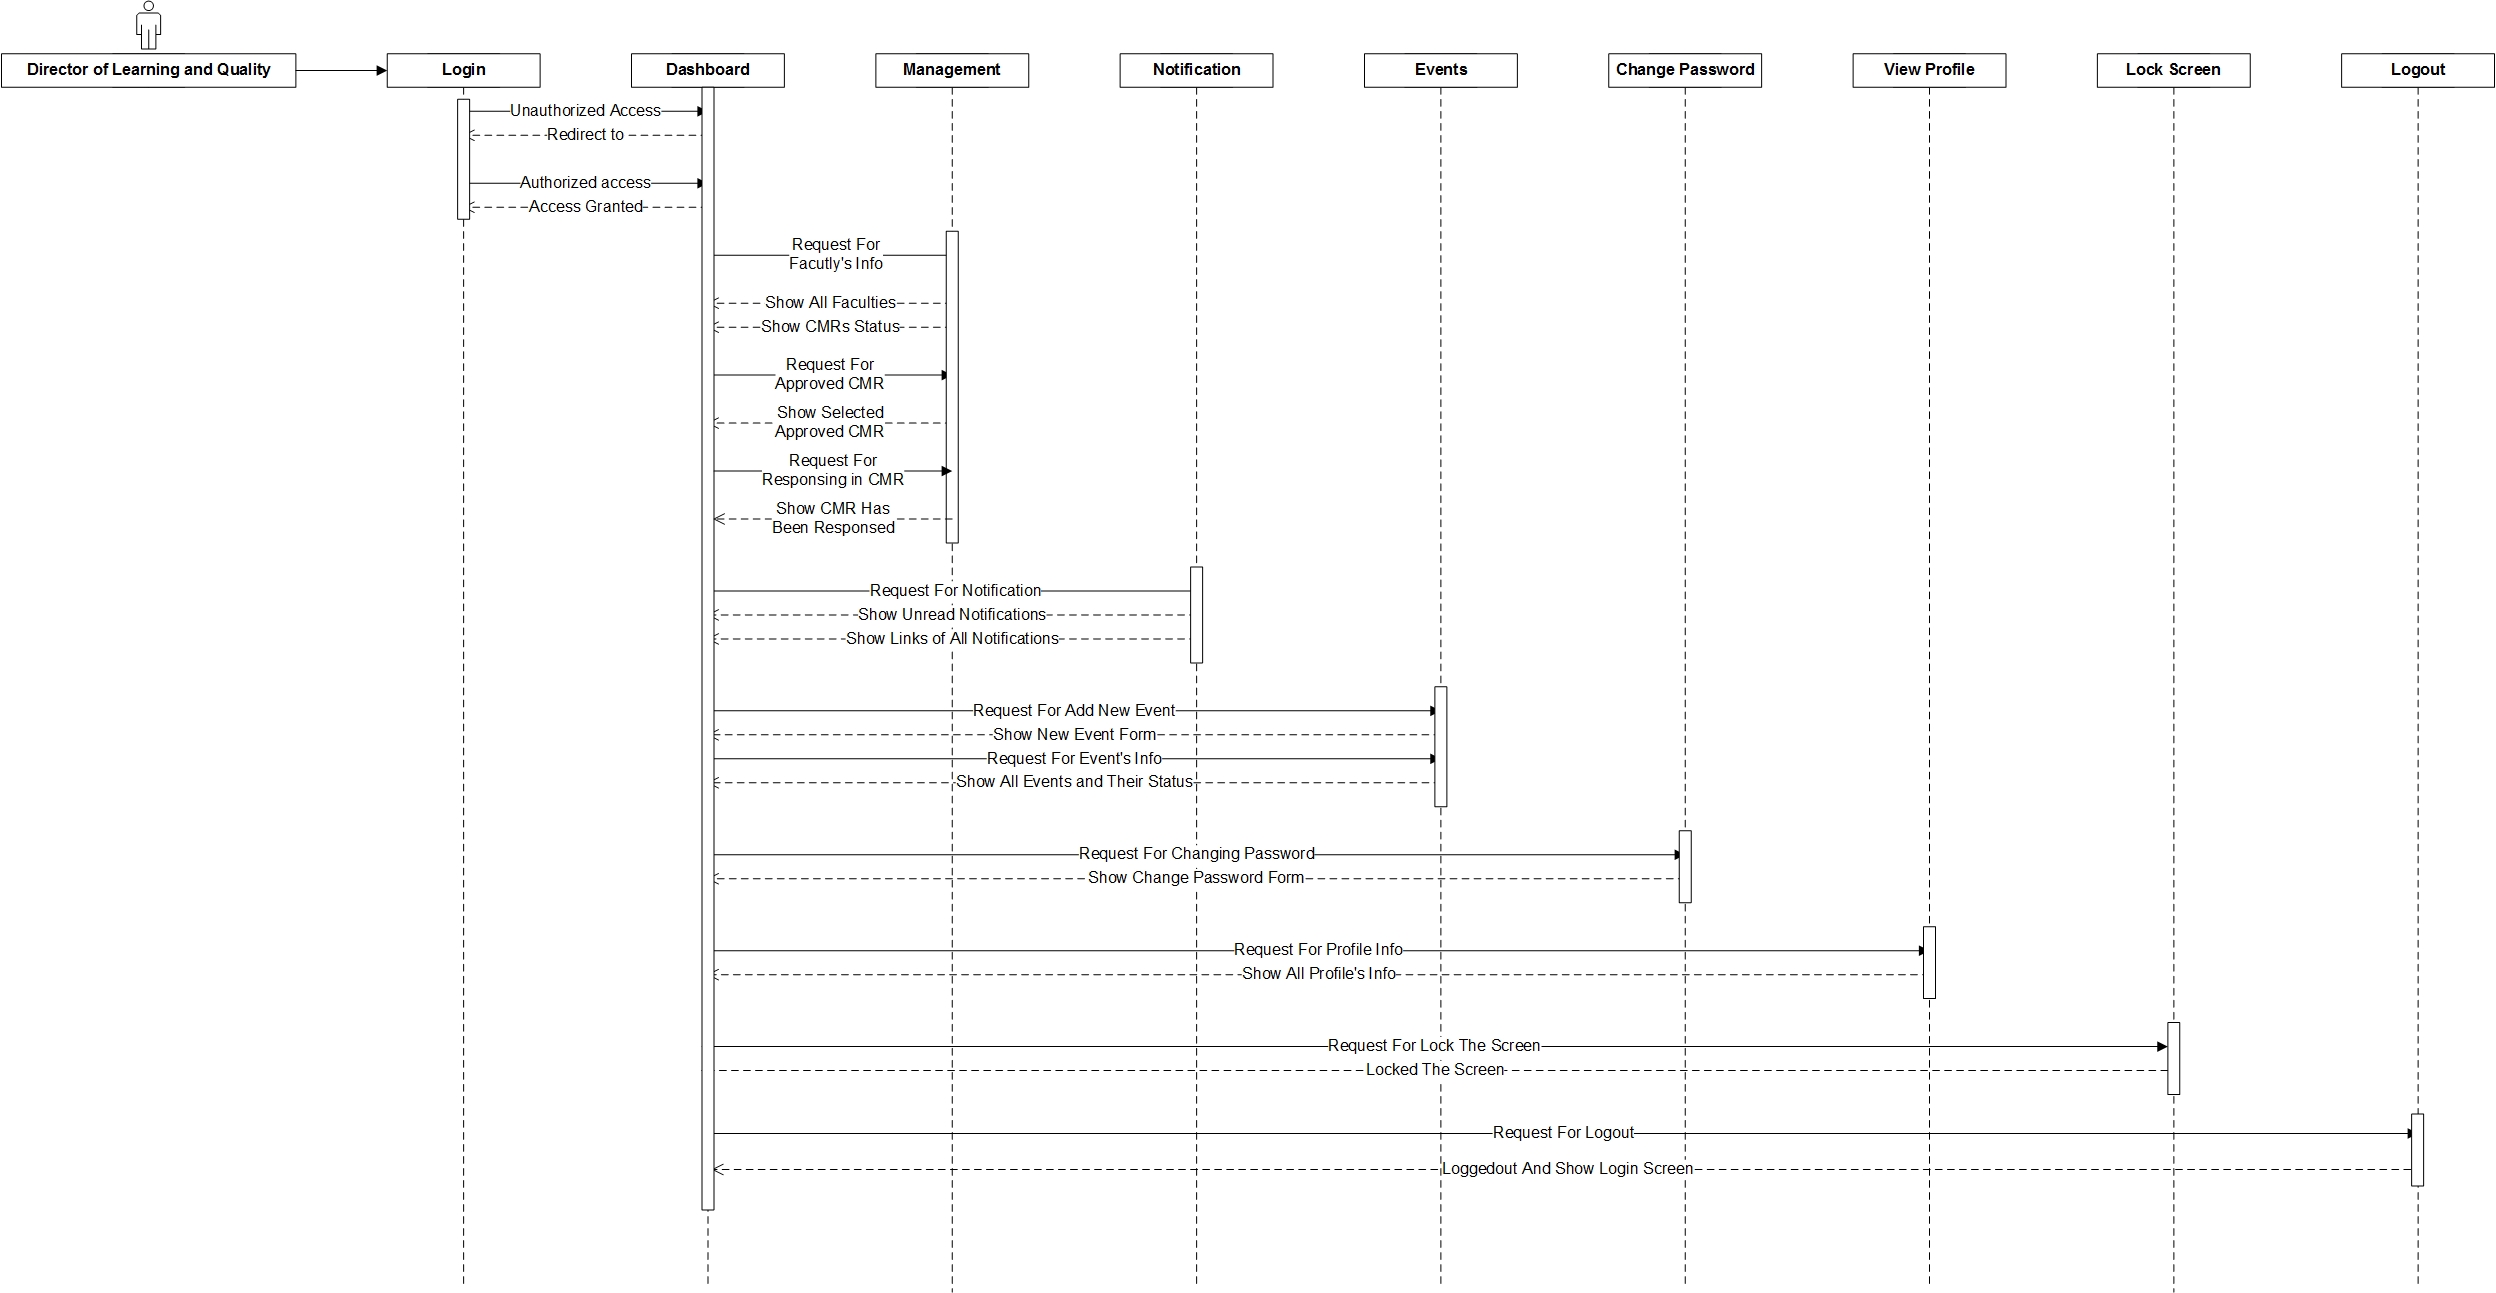 Director of Learning and Quality
Login
Dashboard
Management
Notification
Events
Change Password
View Profile
Lock Screen
Logout
Unauthorized Access
Redirect to
Authorized access
Access Granted
Request For
Facutly's Info
Show All Faculties
Show CMRs Status
Request For
Approved CMR
Show Selected
Approved CMR
Request For
Responsing in CMR
Show CMR Has
Been Responsed
Request For Notification
Show Unread Notifications
Show Links of All Notifications
Request For Add New Event
Show New Event Form
Request For Event's Info
Show All Events and Their Status
Request For Changing Password
Show Change Password Form
Request For Profile Info
Show All Profile's Info
Request For Lock The Screen
Locked The Screen
Request For Logout
Loggedout And Show Login Screen